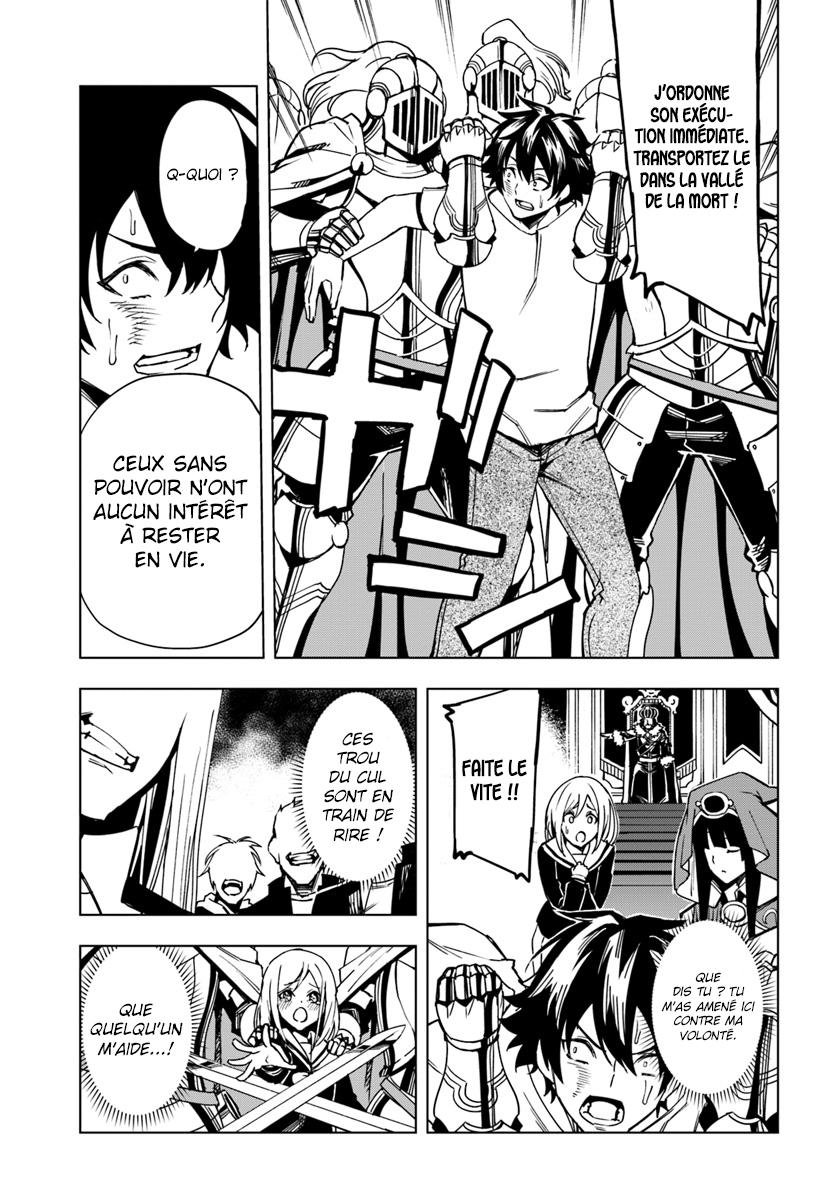 J'ORDONNE
SON EXÉCU-
TION IMMÉDIATE.
TRANSPORTEZ LE
DANS LA VALLÉ
DE LA MORT !
ガッ
Q-QUOI ?
CEUX SANS
POUVOIR N'ONT
AUCUN INTÉRÊT
À RESTER
EN VIE.
FAITE LE
VITE !!
QUE
DIS TU ? TU
M'AS AMENÉ ICI
CONTRE MA
VOLONTÉ.
CES
TROU
DU CUL
SONT EN
TRAIN DE
RIRE !
QUE
QUELQU'UN
M'AIDE...!